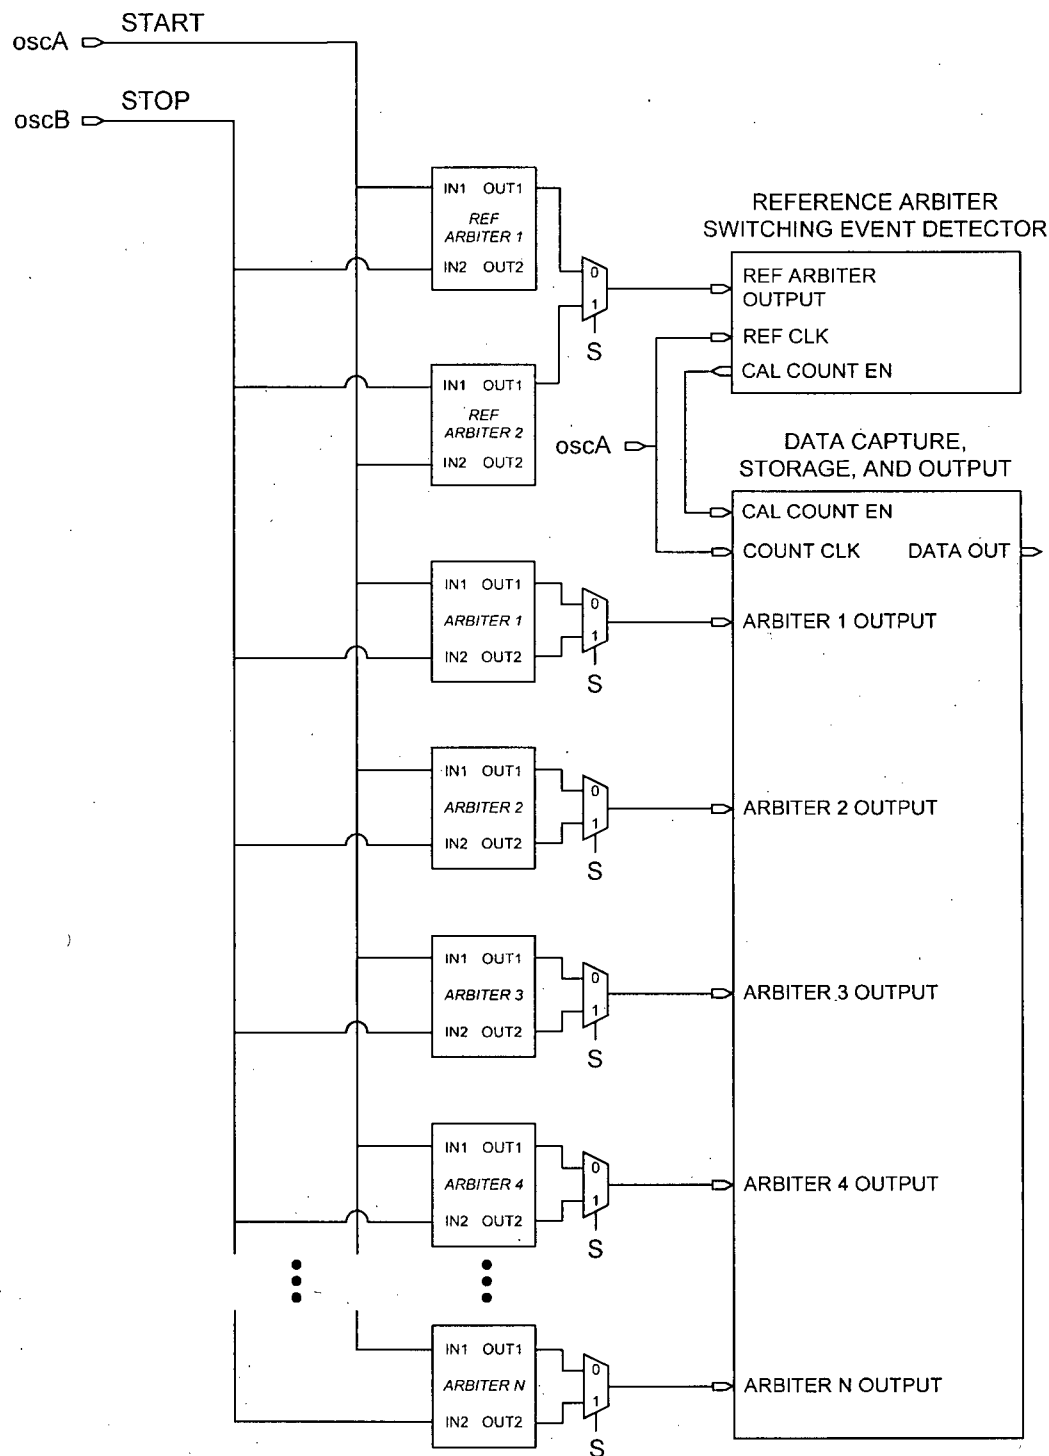 START
oscA
STOP
oscB
IN1 OUT1
REF
ARBITER 1
IN2 OUT2
0
1
S
REFERENCE ARBITER
SWITCHING EVENT DETECTOR
REF ARBITER
OUTPUT
REF CLK
CAL COUNT EN
IN1 OUT1
REF
ARBITER 2
IN2 OUT2
oscA
DATA CAPTURE,
STORAGE, AND OUTPUT
CAL COUNT EN
COUNT CLK DATA OUT
IN1 OUT1
ARBITER 1
IN2 OUT2
0
1
S
ARBITER 1 OUTPUT
IN1 OUT1
ARBITER 2
IN2 OUT2
0
1
S
ARBITER 2 OUTPUT
IN1 OUT1
ARBITER 3
IN2 OUT2
0
1
S
ARBITER 3 OUTPUT
IN1 OUT1
ARBITER 4
IN2 OUT2
0
1
S
ARBITER 4 OUTPUT
IN1 OUT1
ARBITER N
IN2 OUT2
0
1
S
ARBITER N OUTPUT